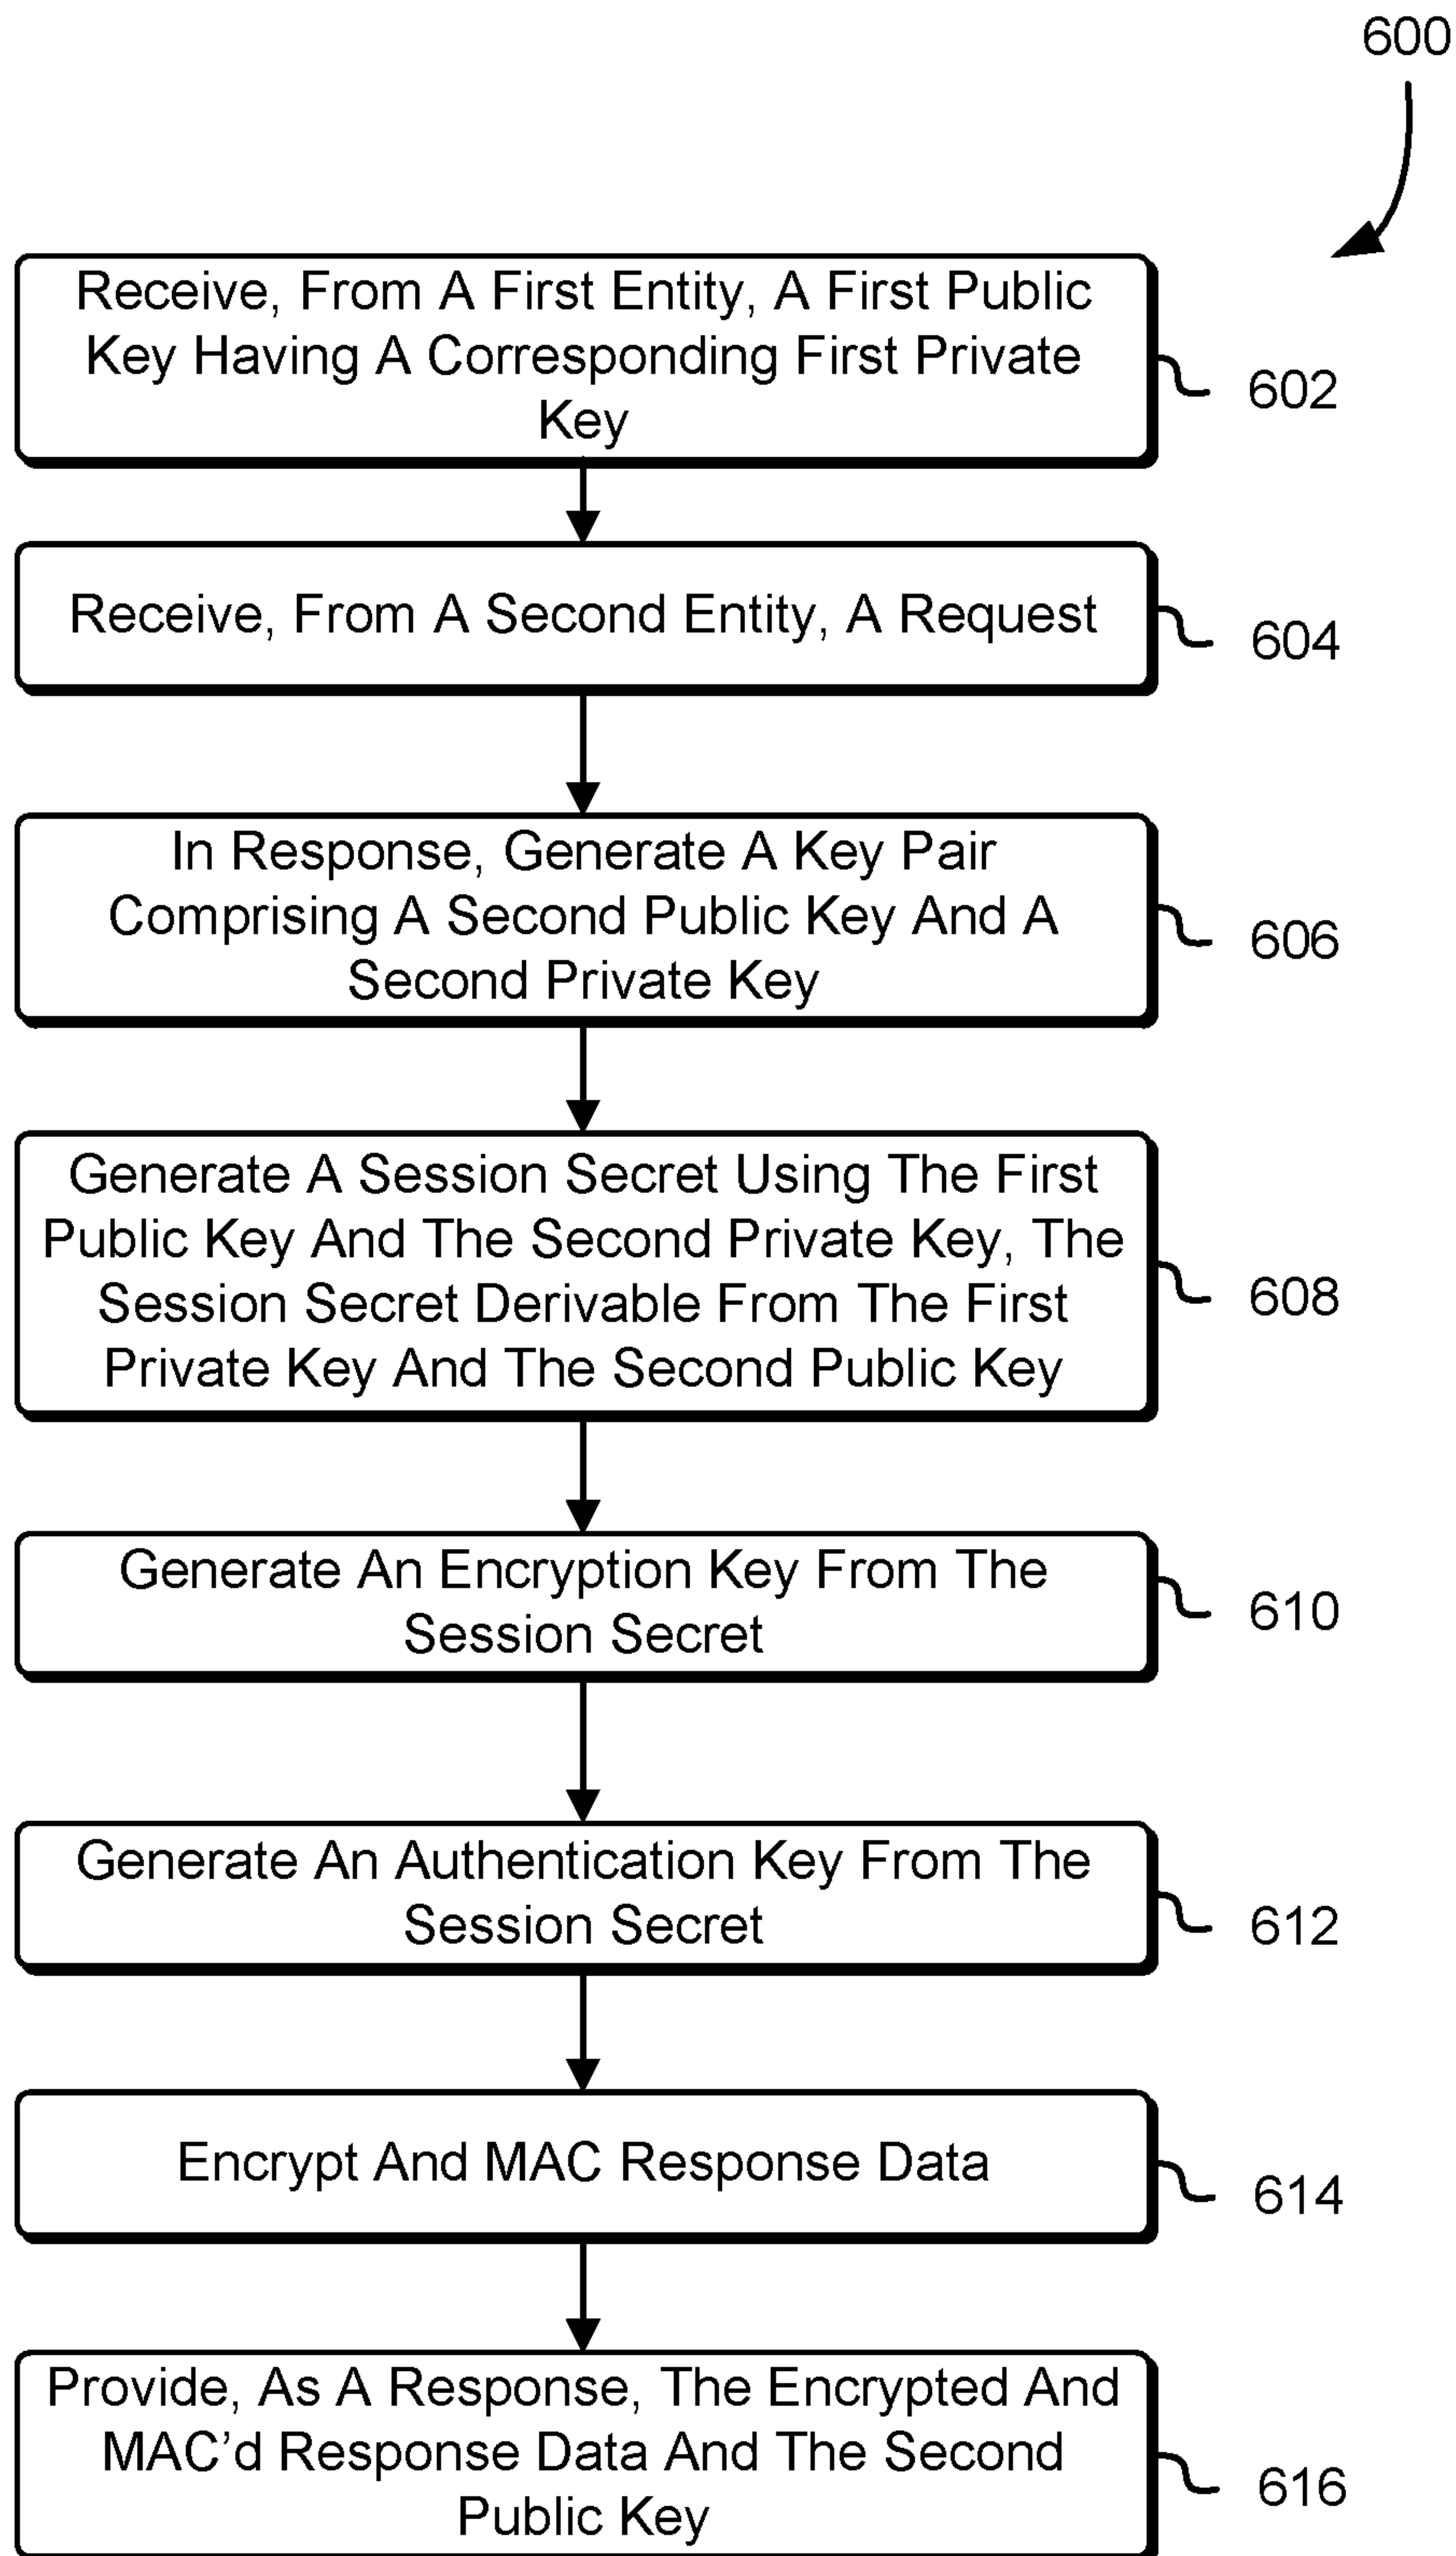 600
Receive, From A First Entity, A First Public
Key Having A Corresponding First Private
Key
602
Receive, From A Second Entity, A Request
604
In Response, Generate A Key Pair
Comprising A Second Public Key And A
Second Private Key
606
Generate A Session Secret Using The First
Public Key And The Second Private Key, The
Session Secret Derivable From The First
Private Key And The Second Public Key
608
Generate An Encryption Key From The
Session Secret
610
Generate An Authentication Key From The
Session Secret
612
Encrypt And MAC Response Data
614
Provide, As A Response, The Encrypted And
MAC’d Response Data And The Second
Public Key
616